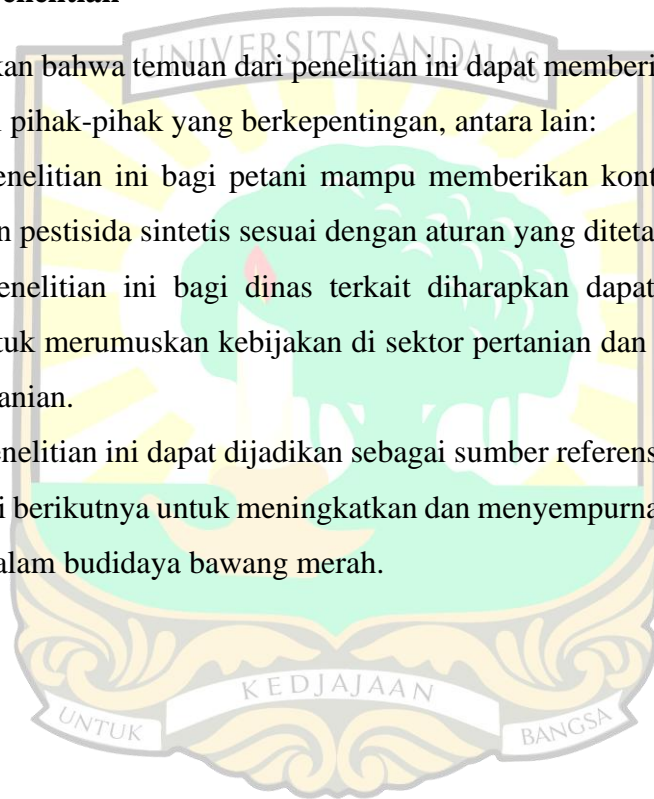 UNIVERSITAS ANDALAS
kan bahwa temuan dari penelitian ini dapat memberi
pihak-pihak yang berkepentingan, antara lain:
enelitian ini bagi petani mampu memberikan kont
n pestisida sintetis sesuai dengan aturan yang diteta
enelitian ini bagi dinas terkait diharapkan dapat
tuk merumuskan kebijakan di sektor pertanian dan
anian.
enelitian ini dapat dijadikan sebagai sumber referens
i berikutnya untuk meningkatkan dan menyempurna
alam budidaya bawang merah.
UNTUK KEDJAJAAN BANGSA